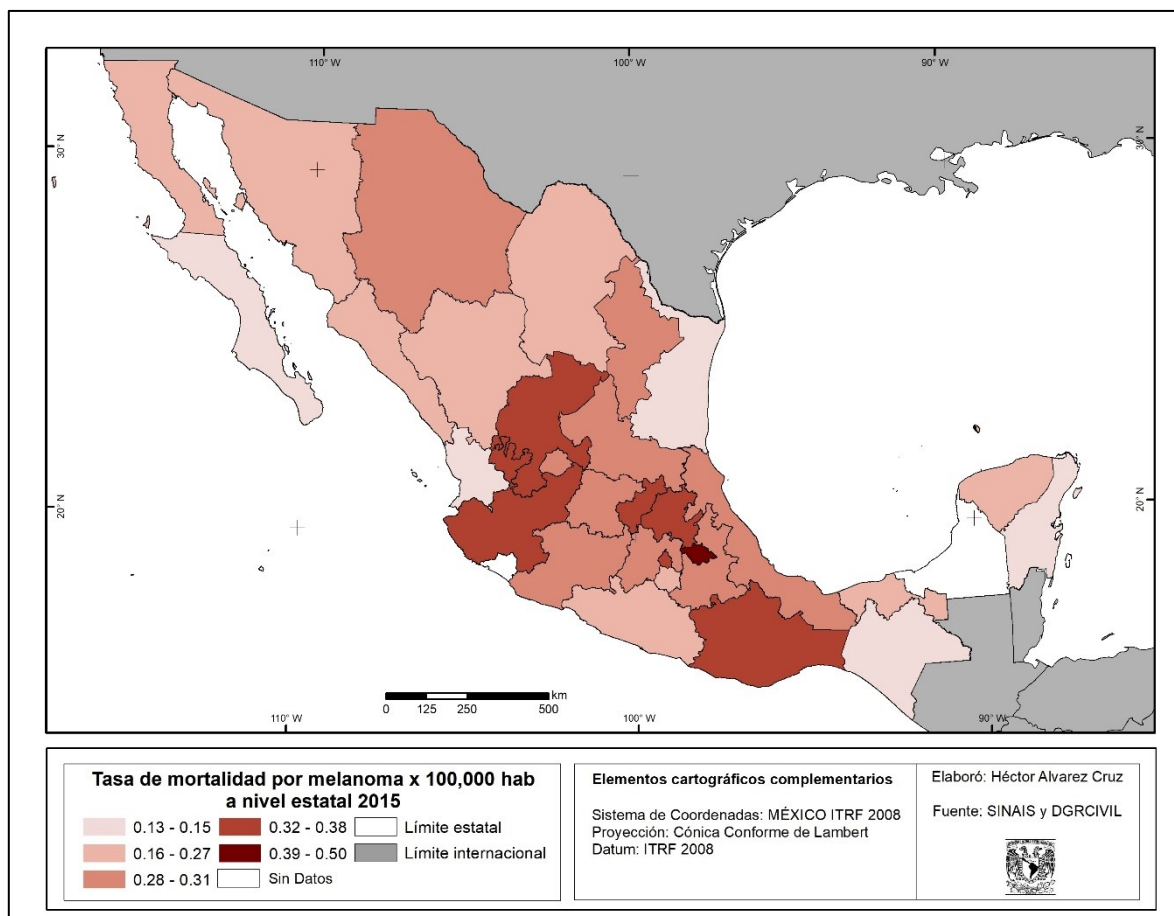 110° W
100° W
90° W
30° N
30° N
20° N
20° N
km
0 125 250 500
110° W
100° W
90° W
Tasa de mortalidad por melanoma x 100,000 hab
a nivel estatal 2015
0.13 - 0.15
0.32 - 0.38
Límite estatal
0.16 - 0.27
0.39 - 0.50
Límite internacional
0.28 - 0.31
Sin Datos
Elementos cartográficos complementarios
Sistema de Coordenadas: MÉXICO ITRF 2008
Proyección: Cónica Conforme de Lambert
Datum: ITRF 2008
Elaboró: Héctor Alvarez Cruz
Fuente: SINAIS y DGRCIVIL